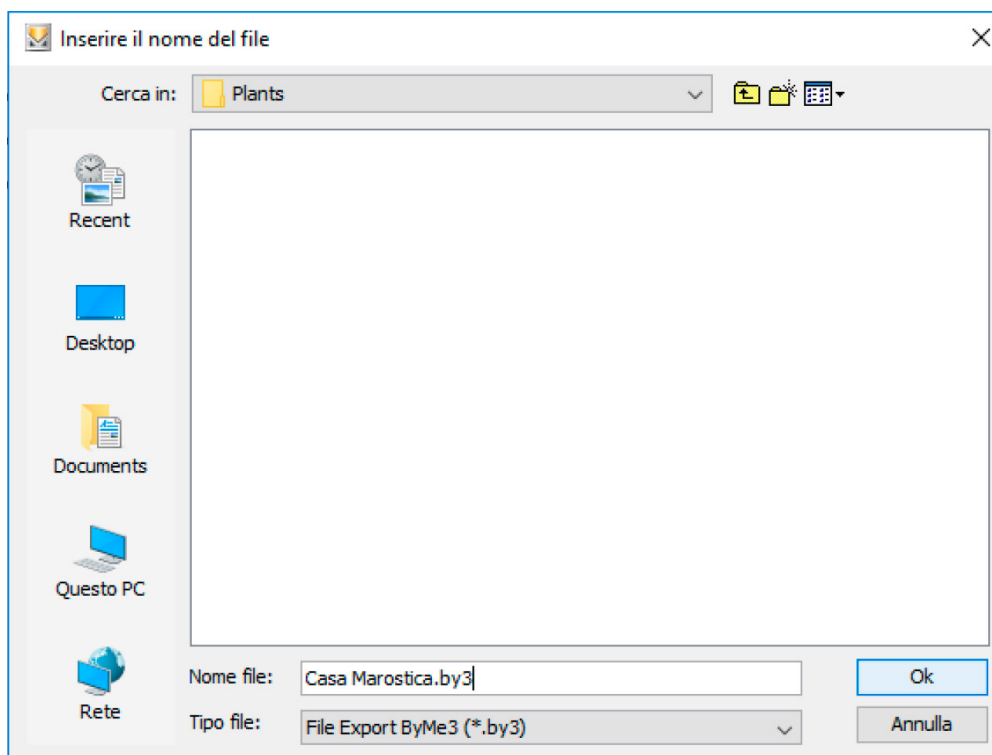 Inserire il nome del file
Cerca in: Plants
Recent
Desktop
Documents
Questo PC
Rete
Nome file: Casa Marostica.by3 Ok
Tipo file: File Export ByMe3 (*.by3) Annulla